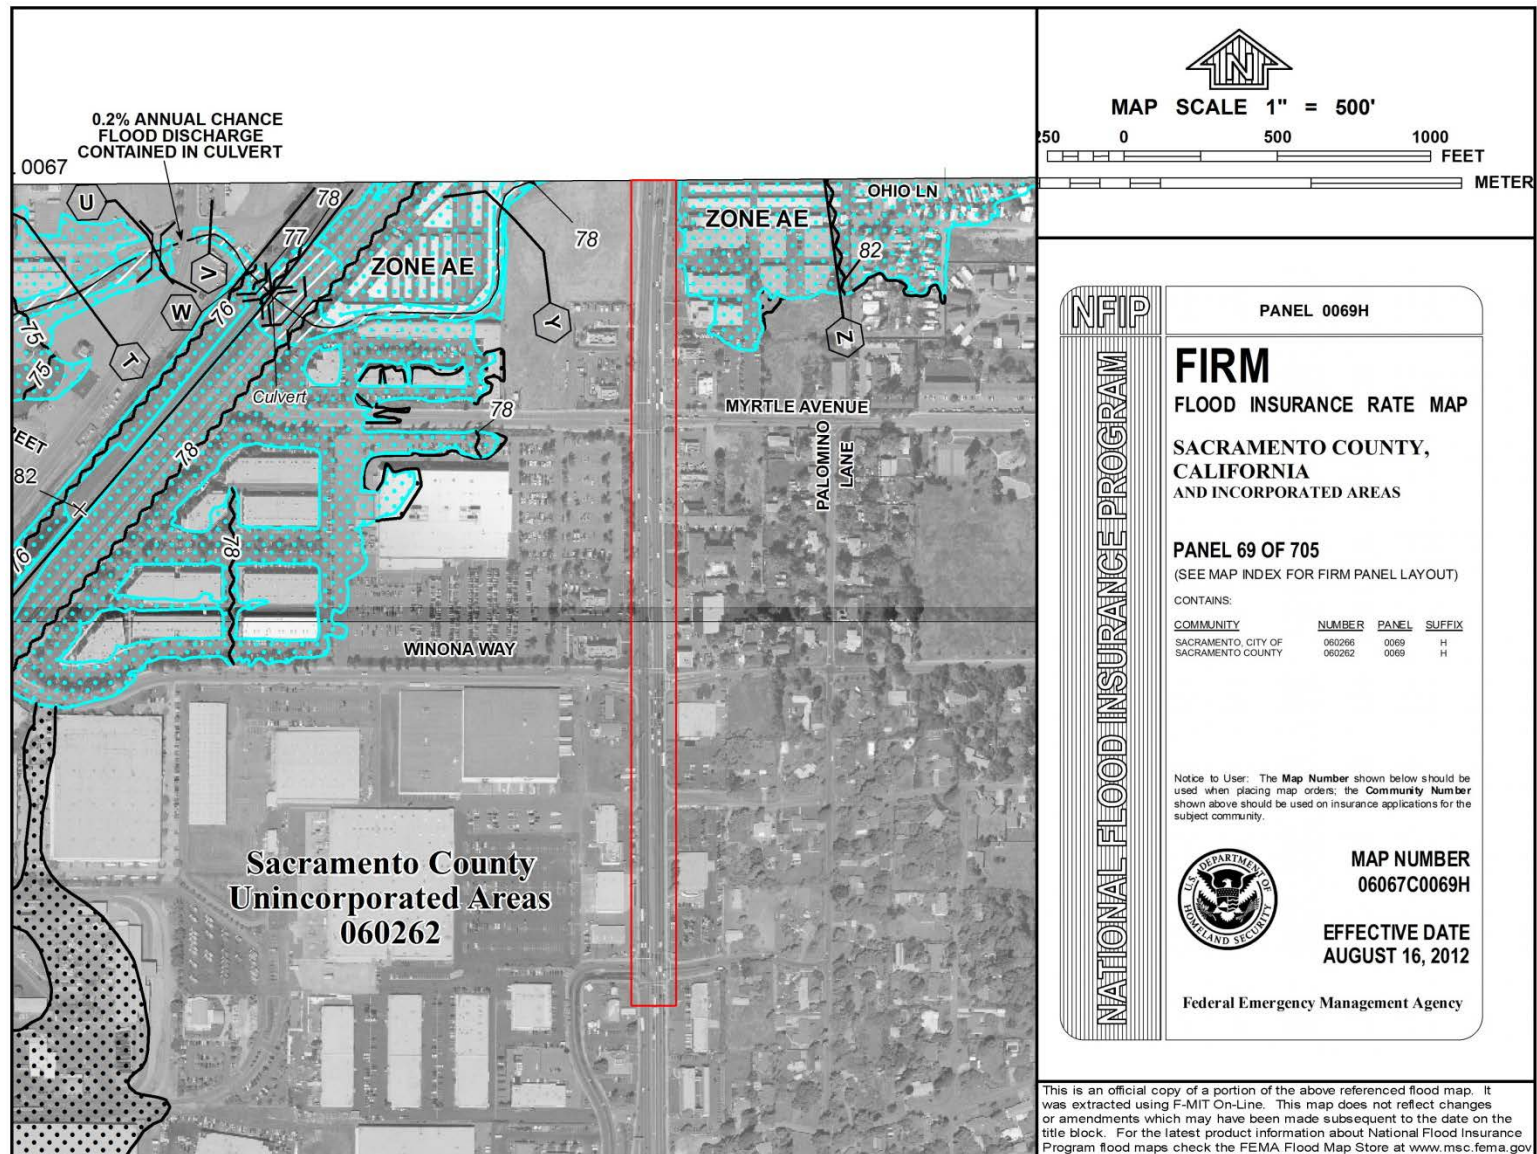 0.2% ANNUAL CHANCE
FLOOD DISCHARGE
CONTAINED IN CULVERT
0067
U
V
W
T
78
77
76
75
75
ZONE AE
78
Y
ZONE AE
OHIO LN
82
Z
Culvert
78
MYRTLE AVENUE
PALOMINO
LANE
EET
82
78
76
78
WINONA WAY
Sacramento County
Unincorporated Areas
060262
N
MAP SCALE 1" = 500'
250 0 500 1000
FEET
METER
NFIP
NATIONAL FLOOD INSURANCE PROGRAM
PANEL 0069H
FIRM
FLOOD INSURANCE RATE MAP
SACRAMENTO COUNTY,
CALIFORNIA
AND INCORPORATED AREAS
PANEL 69 OF 705
(SEE MAP INDEX FOR FIRM PANEL LAYOUT)
CONTAINS:
COMMUNITY NUMBER PANEL SUFFIX
SACRAMENTO, CITY OF 060266 0069 H
SACRAMENTO COUNTY 060262 0069 H
Notice to User: The Map Number shown below should be
used when placing map orders; the Community Number
shown above should be used on insurance applications for the
subject community.
U.S. DEPARTMENT OF
HOMELAND SECURITY
MAP NUMBER
06067C0069H
EFFECTIVE DATE
AUGUST 16, 2012
Federal Emergency Management Agency
This is an official copy of a portion of the above referenced flood map. It
was extracted using F-MIT On-Line. This map does not reflect changes
or amendments which may have been made subsequent to the date on the
title block. For the latest product information about National Flood Insurance
Program flood maps check the FEMA Flood Map Store at www.msc.fema.gov